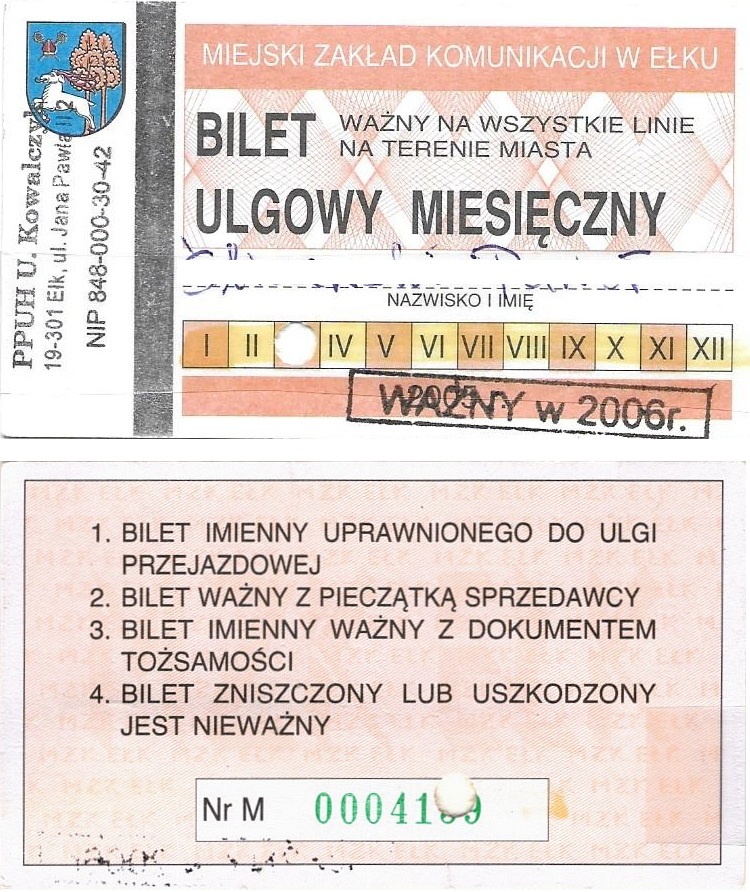 PPUH U. Kowalczyk
19-301 Ełk, ul. Jana Pawła II 2
NIP 848-000-30-42
MIEJSKI ZAKŁAD KOMUNIKACJI W EŁKU
BILET WAŻNY NA WSZYSTKIE LINIE
NA TERENIE MIASTA
ULGOWY MIESIĘCZNY
NAZWISKO I IMIĘ
I II IV V VI VII VIII IX X XI XII
2005 r.
WAŻNY w 2006r.
1. BILET IMIENNY UPRAWNIONEGO DO ULGI
PRZEJAZDOWEJ
2. BILET WAŻNY Z PIECZĄTKĄ SPRZEDAWCY
3. BILET IMIENNY WAŻNY Z DOKUMENTEM
TOŻSAMOŚCI
4. BILET ZNISZCZONY LUB USZKODZONY
JEST NIEWAŻNY
Nr M